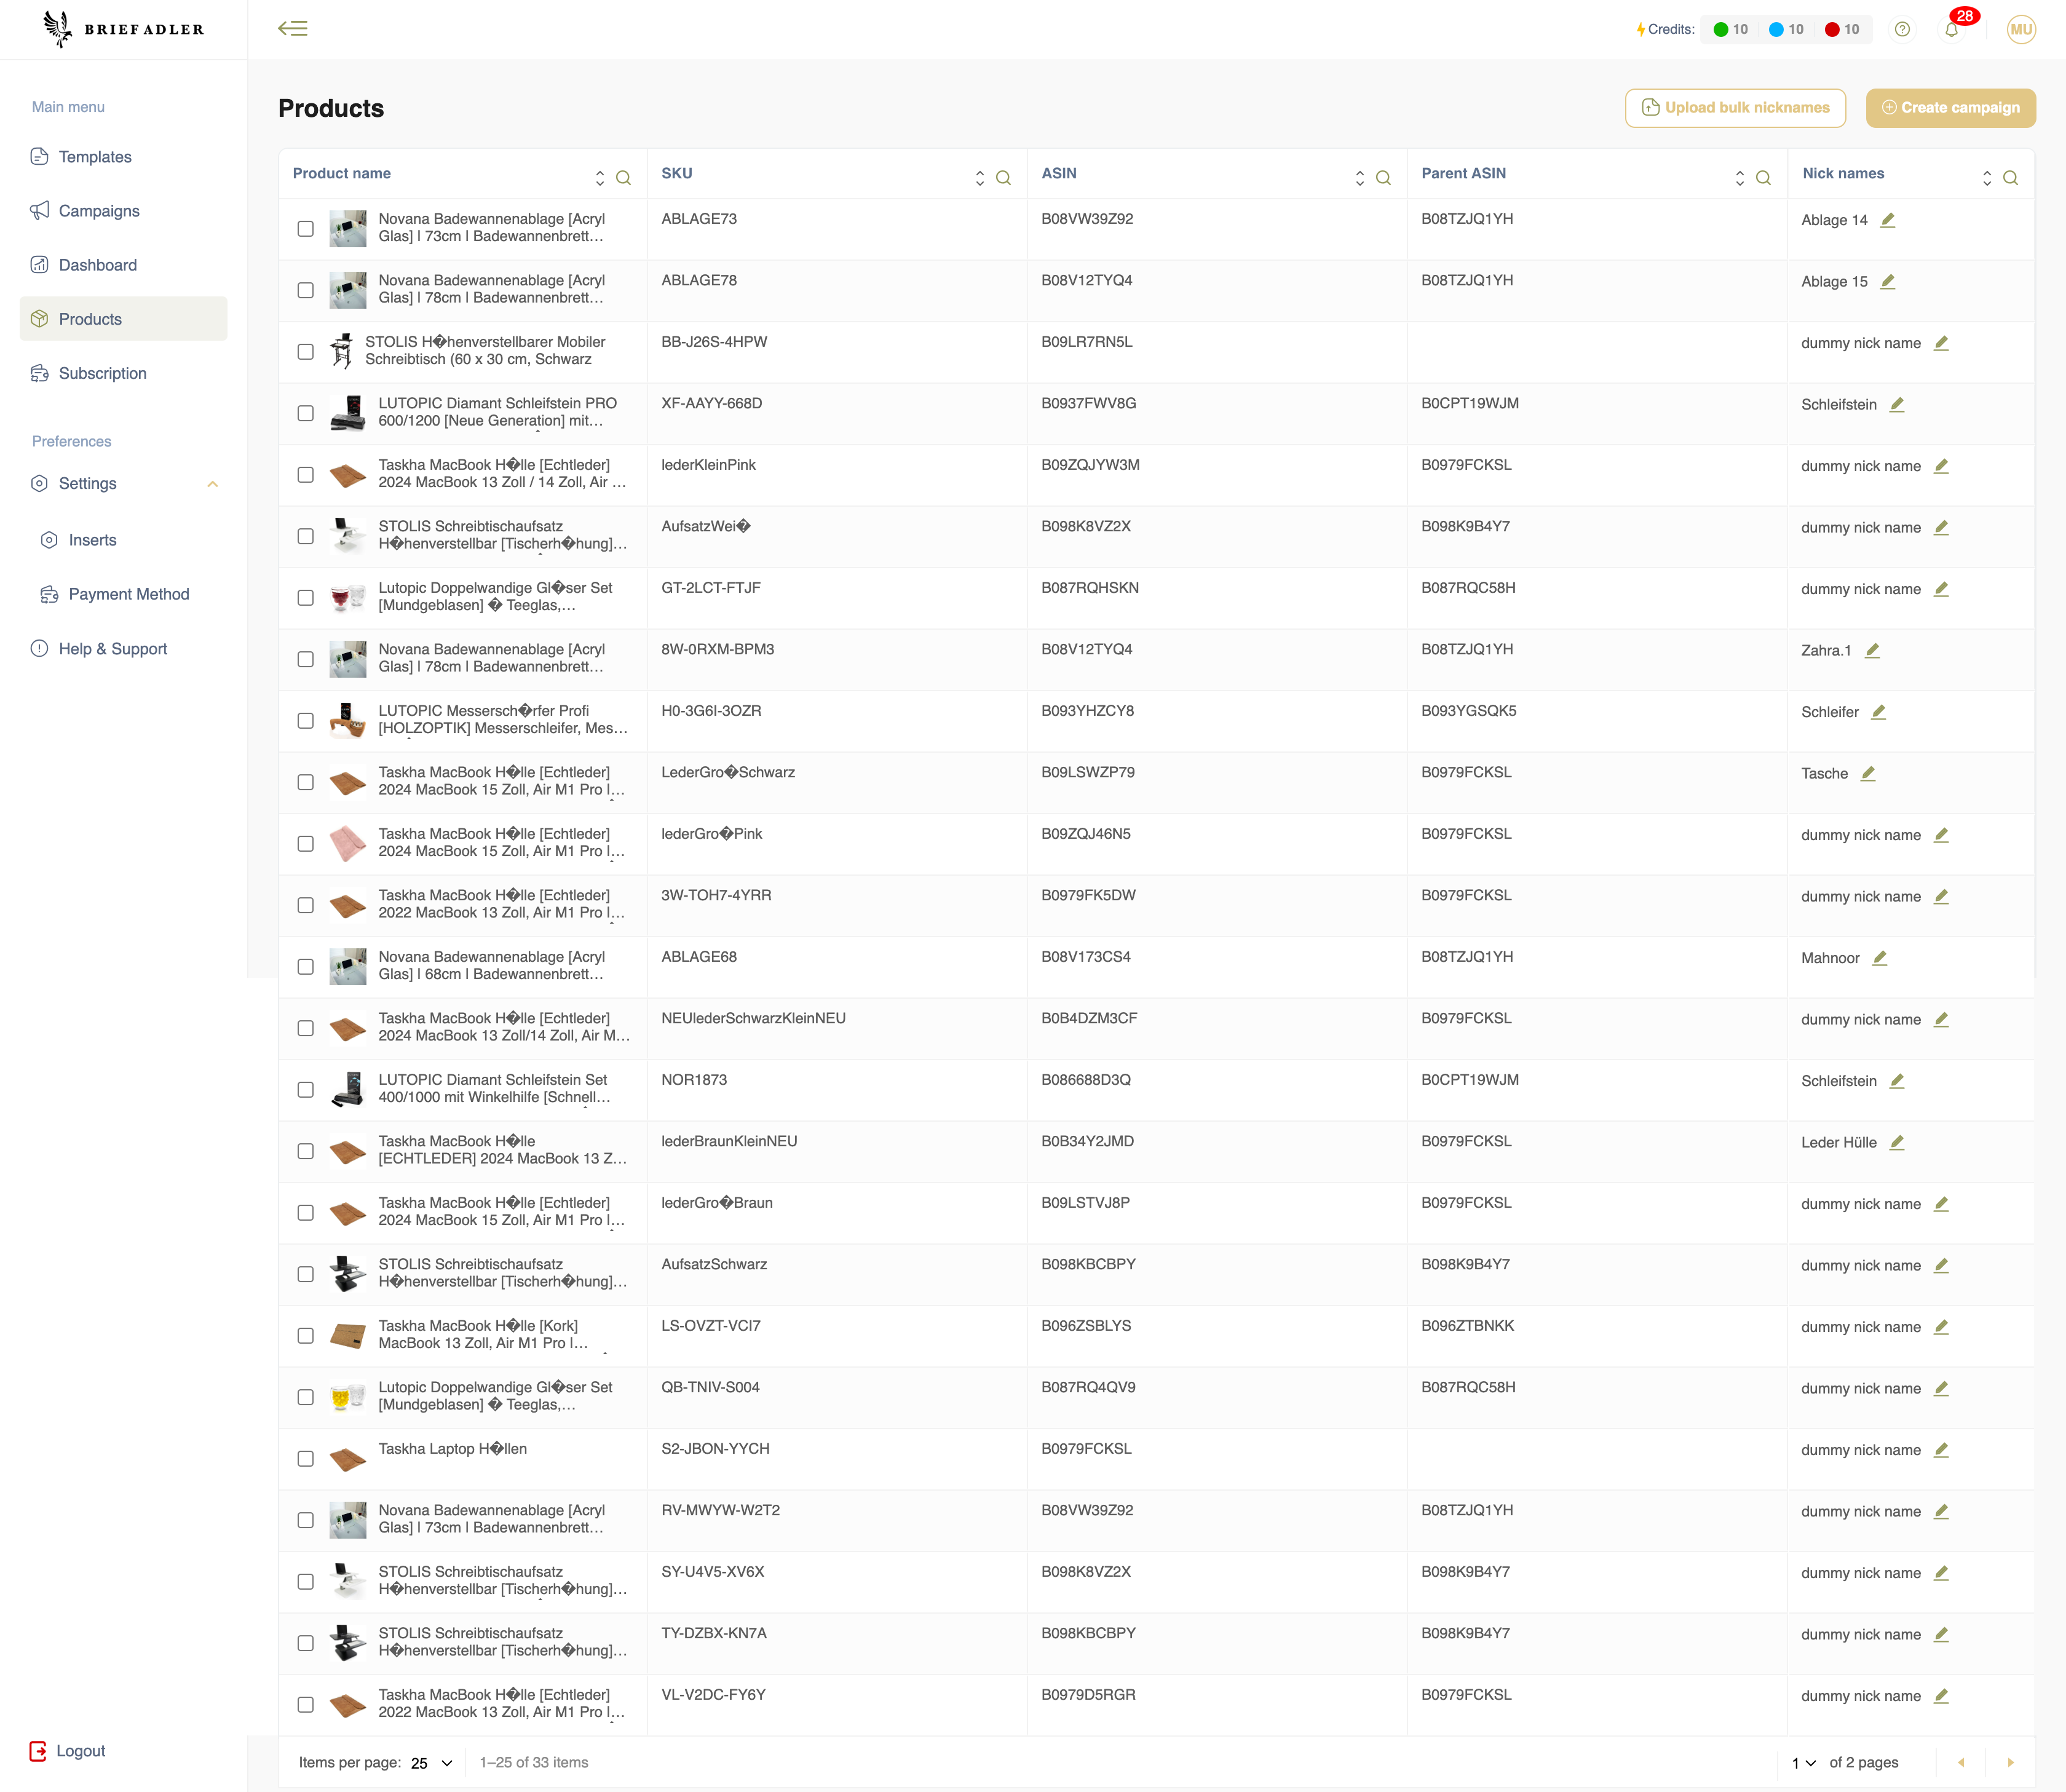 BRIEFADLER
Credits: 10 10 10
28
MU
Main menu
Templates
Campaigns
Dashboard
Products
Subscription
Preferences
Settings
Inserts
Payment Method
Help & Support
Logout
Products
Upload bulk nicknames
Create campaign
Product name SKU ASIN Parent ASIN Nick names
Novana Badewannenablage [Acryl ABLAGE73 B08VW39Z92 B08TZJQ1YH Ablage 14
Glas] | 73cm | Badewannenbrett...
Novana Badewannenablage [Acryl ABLAGE78 B08V12TYQ4 B08TZJQ1YH Ablage 15
Glas] | 78cm | Badewannenbrett...
STOLIS H�henverstellbarer Mobiler BB-J26S-4HPW B09LR7RN5L dummy nick name
Schreibtisch (60 x 30 cm, Schwarz
LUTOPIC Diamant Schleifstein PRO XF-AAYY-668D B0937FWV8G B0CPT19WJM Schleifstein
600/1200 [Neue Generation] mit...
Taskha MacBook H�lle [Echtleder] lederKleinPink B09ZQJYW3M B0979FCKSL dummy nick name
2024 MacBook 13 Zoll / 14 Zoll, Air ...
STOLIS Schreibtischaufsatz AufsatzWei� B098K8VZ2X B098K9B4Y7 dummy nick name
H�henverstellbar [Tischerh�hung]...
Lutopic Doppelwandige Gl�ser Set GT-2LCT-FTJF B087RQHSKN B087RQC58H dummy nick name
[Mundgeblasen] � Teeglas,...
Novana Badewannenablage [Acryl 8W-0RXM-BPM3 B08V12TYQ4 B08TZJQ1YH Zahra.1
Glas] | 78cm | Badewannenbrett...
LUTOPIC Messersch�rfer Profi H0-3G6I-3OZR B093YHZCY8 B093YGSQK5 Schleifer
[HOLZOPTIK] Messerschleifer, Mes...
Taskha MacBook H�lle [Echtleder] LederGro�Schwarz B09LSWZP79 B0979FCKSL Tasche
2024 MacBook 15 Zoll, Air M1 Pro |...
Taskha MacBook H�lle [Echtleder] lederGro�Pink B09ZQJ46N5 B0979FCKSL dummy nick name
2024 MacBook 15 Zoll, Air M1 Pro |...
Taskha MacBook H�lle [Echtleder] 3W-TOH7-4YRR B0979FK5DW B0979FCKSL dummy nick name
2022 MacBook 13 Zoll, Air M1 Pro |...
Novana Badewannenablage [Acryl ABLAGE68 B08V173CS4 B08TZJQ1YH Mahnoor
Glas] | 68cm | Badewannenbrett...
Taskha MacBook H�lle [Echtleder] NEUlederSchwarzKleinNEU B0B4DZM3CF B0979FCKSL dummy nick name
2024 MacBook 13 Zoll/14 Zoll, Air M...
LUTOPIC Diamant Schleifstein Set NOR1873 B086688D3Q B0CPT19WJM Schleifstein
400/1000 mit Winkelhilfe [Schnell...
Taskha MacBook H�lle lederBraunKleinNEU B0B34Y2JMD B0979FCKSL Leder Hülle
[ECHTLEDER] 2024 MacBook 13 Z...
Taskha MacBook H�lle [Echtleder] lederGro�Braun B09LSTVJ8P B0979FCKSL dummy nick name
2024 MacBook 15 Zoll, Air M1 Pro |...
STOLIS Schreibtischaufsatz AufsatzSchwarz B098KBCBPY B098K9B4Y7 dummy nick name
H�henverstellbar [Tischerh�hung]...
Taskha MacBook H�lle [Kork] LS-OVZT-VCI7 B096ZSBLYS B096ZTBNKK dummy nick name
MacBook 13 Zoll, Air M1 Pro |...
Lutopic Doppelwandige Gl�ser Set QB-TNIV-S004 B087RQ4QV9 B087RQC58H dummy nick name
[Mundgeblasen] � Teeglas,...
Taskha Laptop H�llen S2-JBON-YYCH B0979FCKSL dummy nick name
Novana Badewannenablage [Acryl RV-MWYW-W2T2 B08VW39Z92 B08TZJQ1YH dummy nick name
Glas] | 73cm | Badewannenbrett...
STOLIS Schreibtischaufsatz SY-U4V5-XV6X B098K8VZ2X B098K9B4Y7 dummy nick name
H�henverstellbar [Tischerh�hung]...
STOLIS Schreibtischaufsatz TY-DZBX-KN7A B098KBCBPY B098K9B4Y7 dummy nick name
H�henverstellbar [Tischerh�hung]...
Taskha MacBook H�lle [Echtleder] VL-V2DC-FY6Y B0979D5RGR B0979FCKSL dummy nick name
2022 MacBook 13 Zoll, Air M1 Pro |...
Items per page: 25 1–25 of 33 items 1 of 2 pages